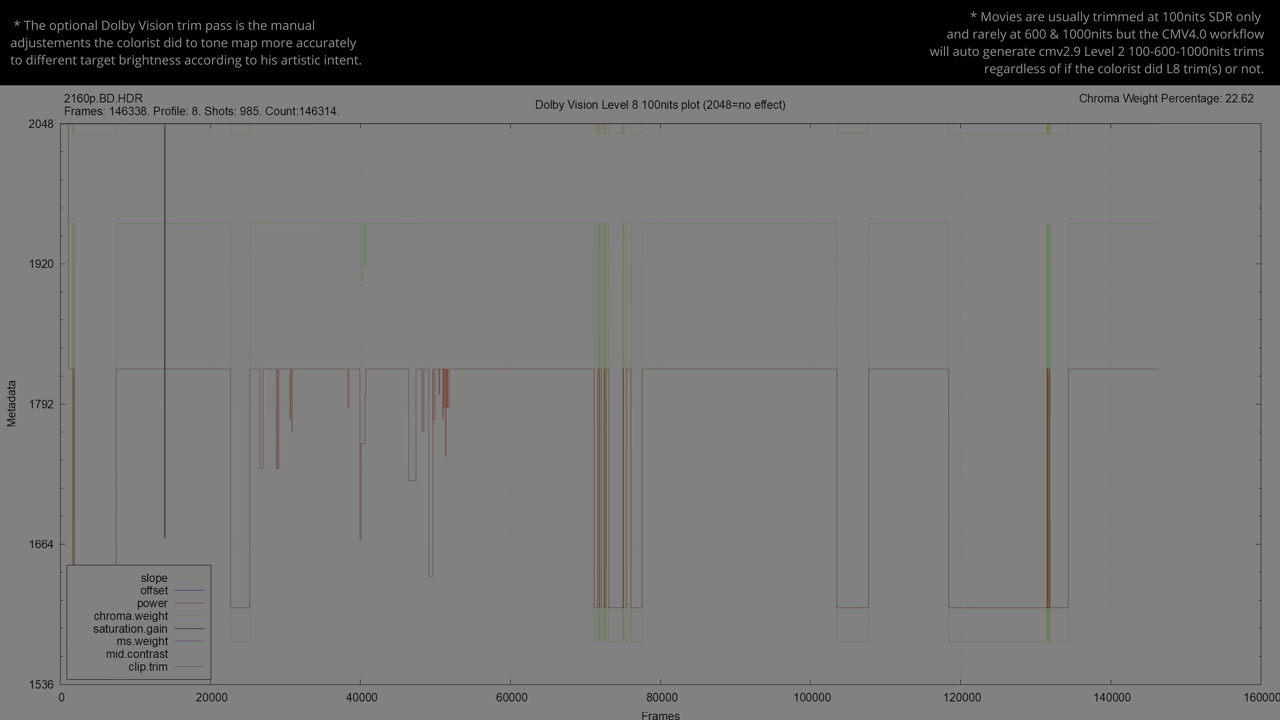 * The optional Dolby Vision trim pass is the manual
adjustements the colorist did to tone map more accurately
to different target brightness according to his artistic intent.
* Movies are usually trimmed at 100nits SDR only
and rarely at 600 & 1000nits but the CMV4.0 workflow
will auto generate cmv2.9 Level 2 100-600-1000nits trims
regardless of if the colorist did L8 trim(s) or not.
2160p.BD.HDR
Frames: 146338. Profile: 8. Shots: 985. Count:146314.
Dolby Vision Level 8 100nits plot (2048=no effect)
Chroma Weight Percentage: 22.62
2048
1920
1792
1664
1536
Metadata
slope
offset
power
chroma.weight
saturation.gain
ms.weight
mid.contrast
clip.trim
0 20000 40000 60000 80000 100000 120000 140000 160000
Frames